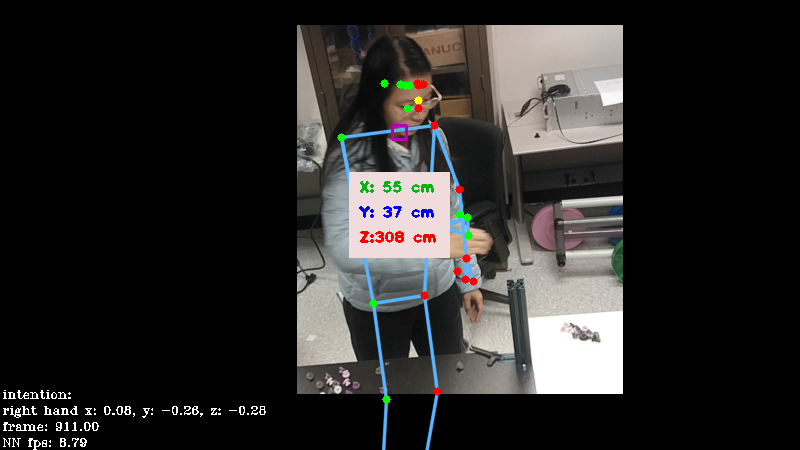 FANUC
X: 55 cm
Y: 37 cm
Z:308 cm
intention:
right hand x: 0.08, y: -0.26, z: -0.28
frame: 911.00
NN fps: 8.79